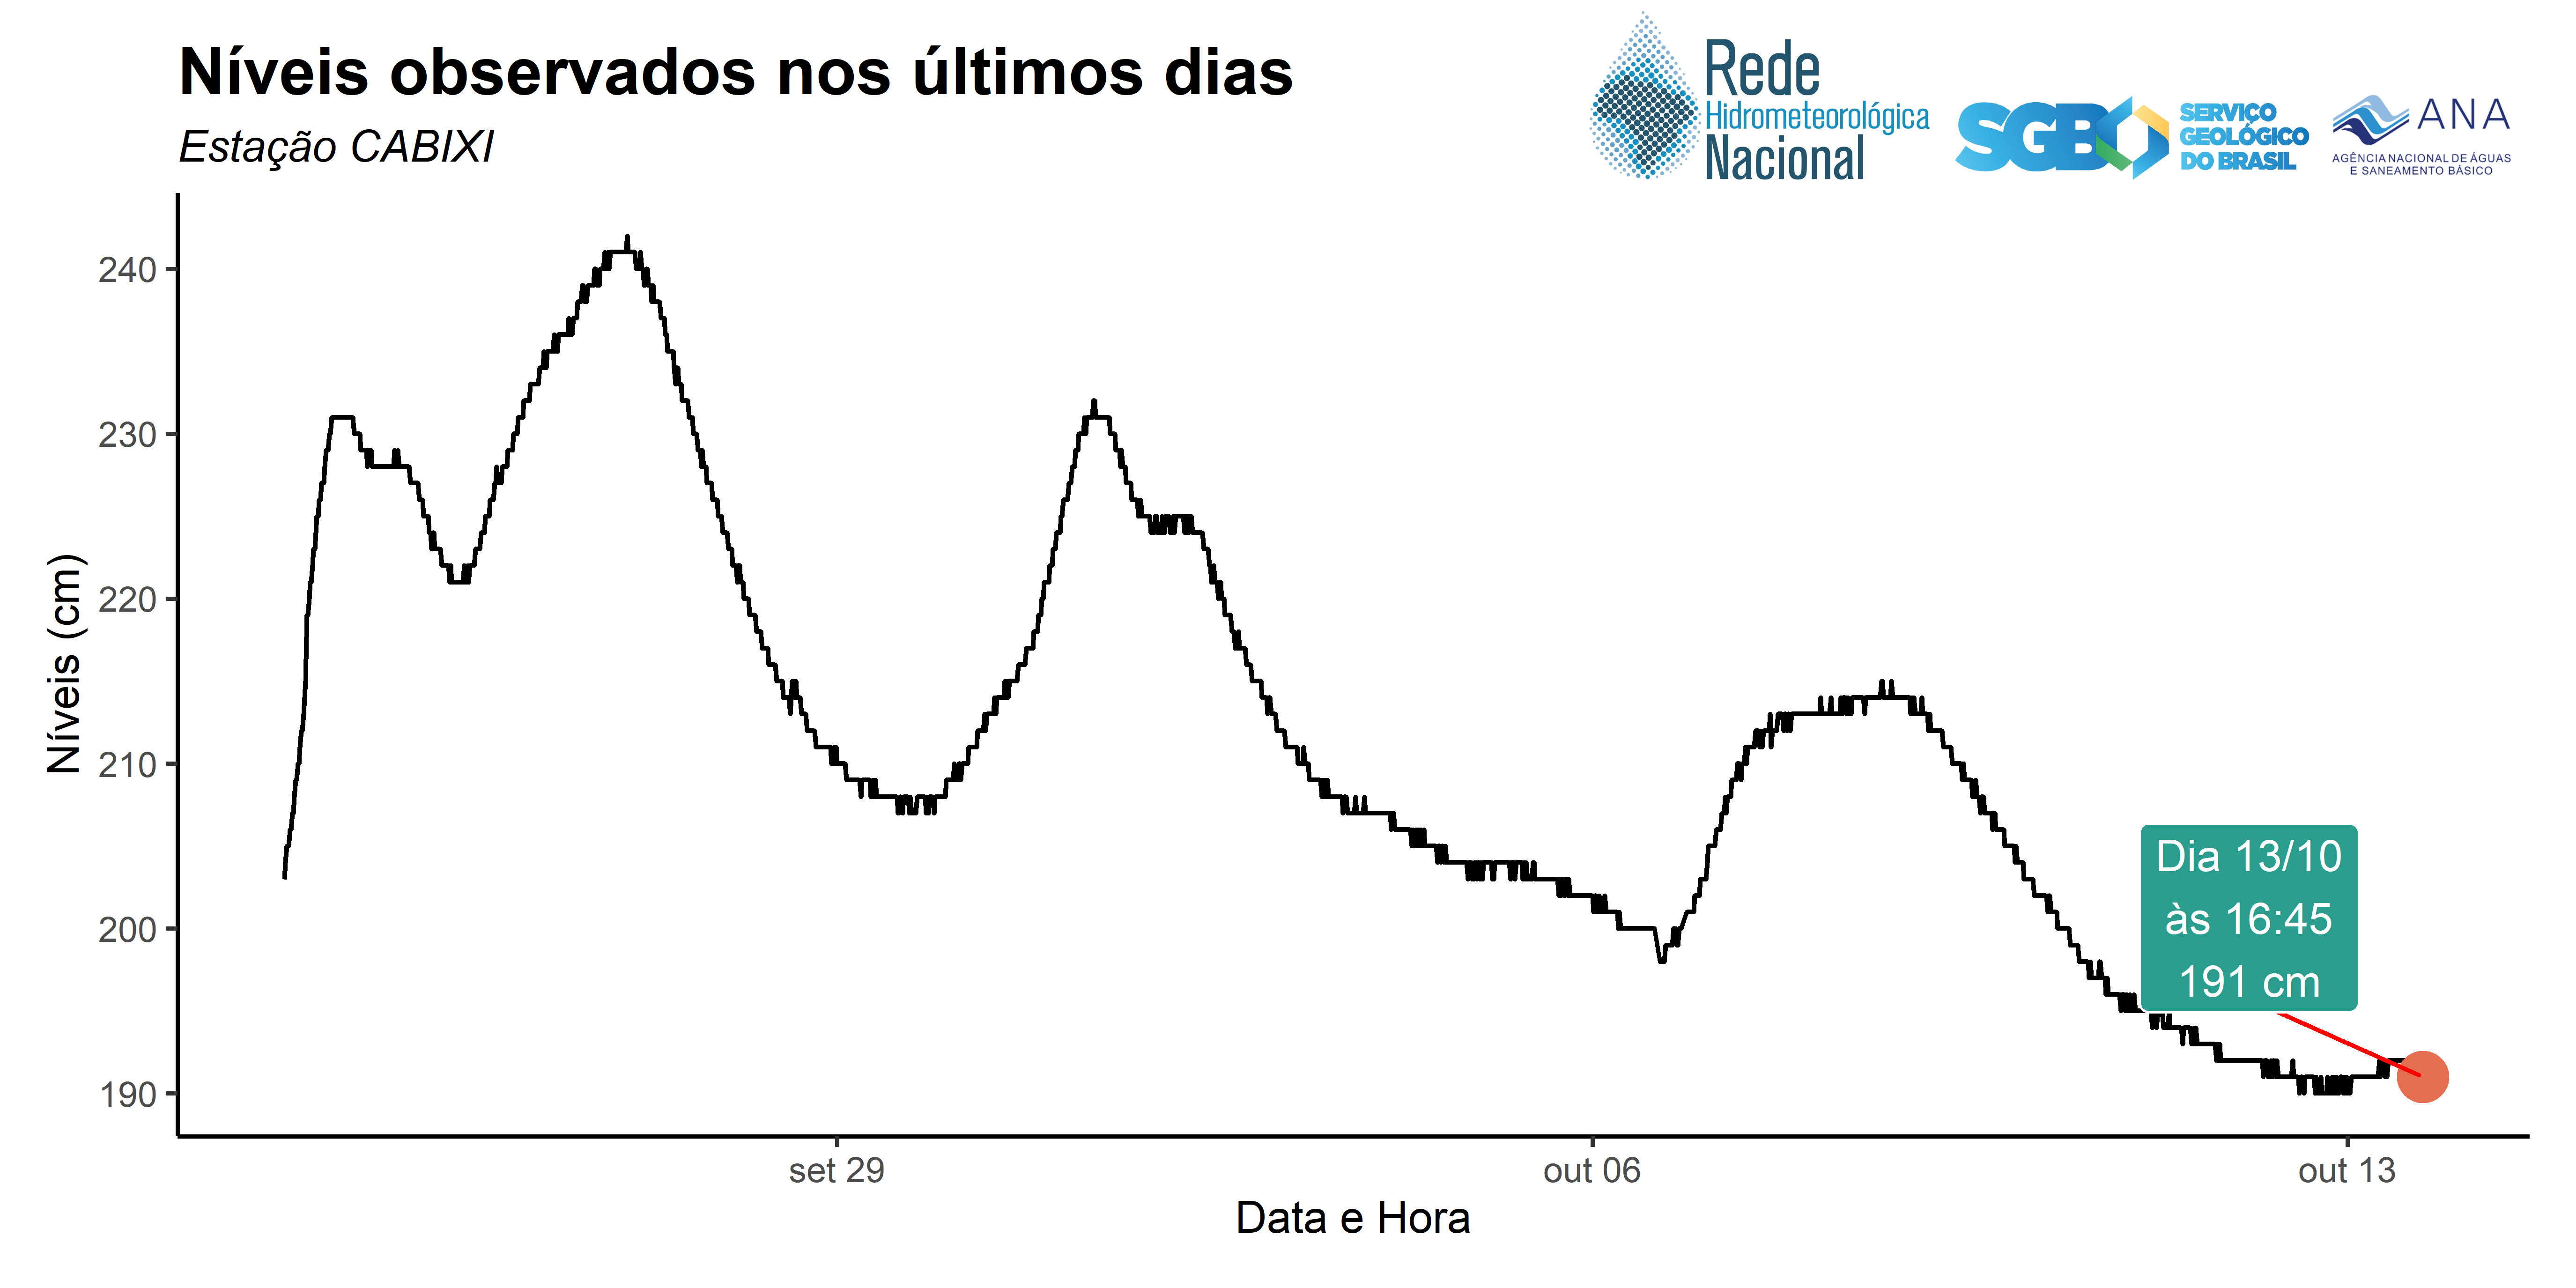 Níveis observados nos últimos dias
Estação CABIXI
Rede
Hidrometeorológica
Nacional
SGB
SERVIÇO
GEOLÓGICO
DO BRASIL
ANA
AGÊNCIA NACIONAL DE ÁGUAS
E SANEAMENTO BÁSICO
Níveis (cm)
240
230
220
210
200
190
Dia 13/10
às 16:45
191 cm
set 29
out 06
out 13
Data e Hora